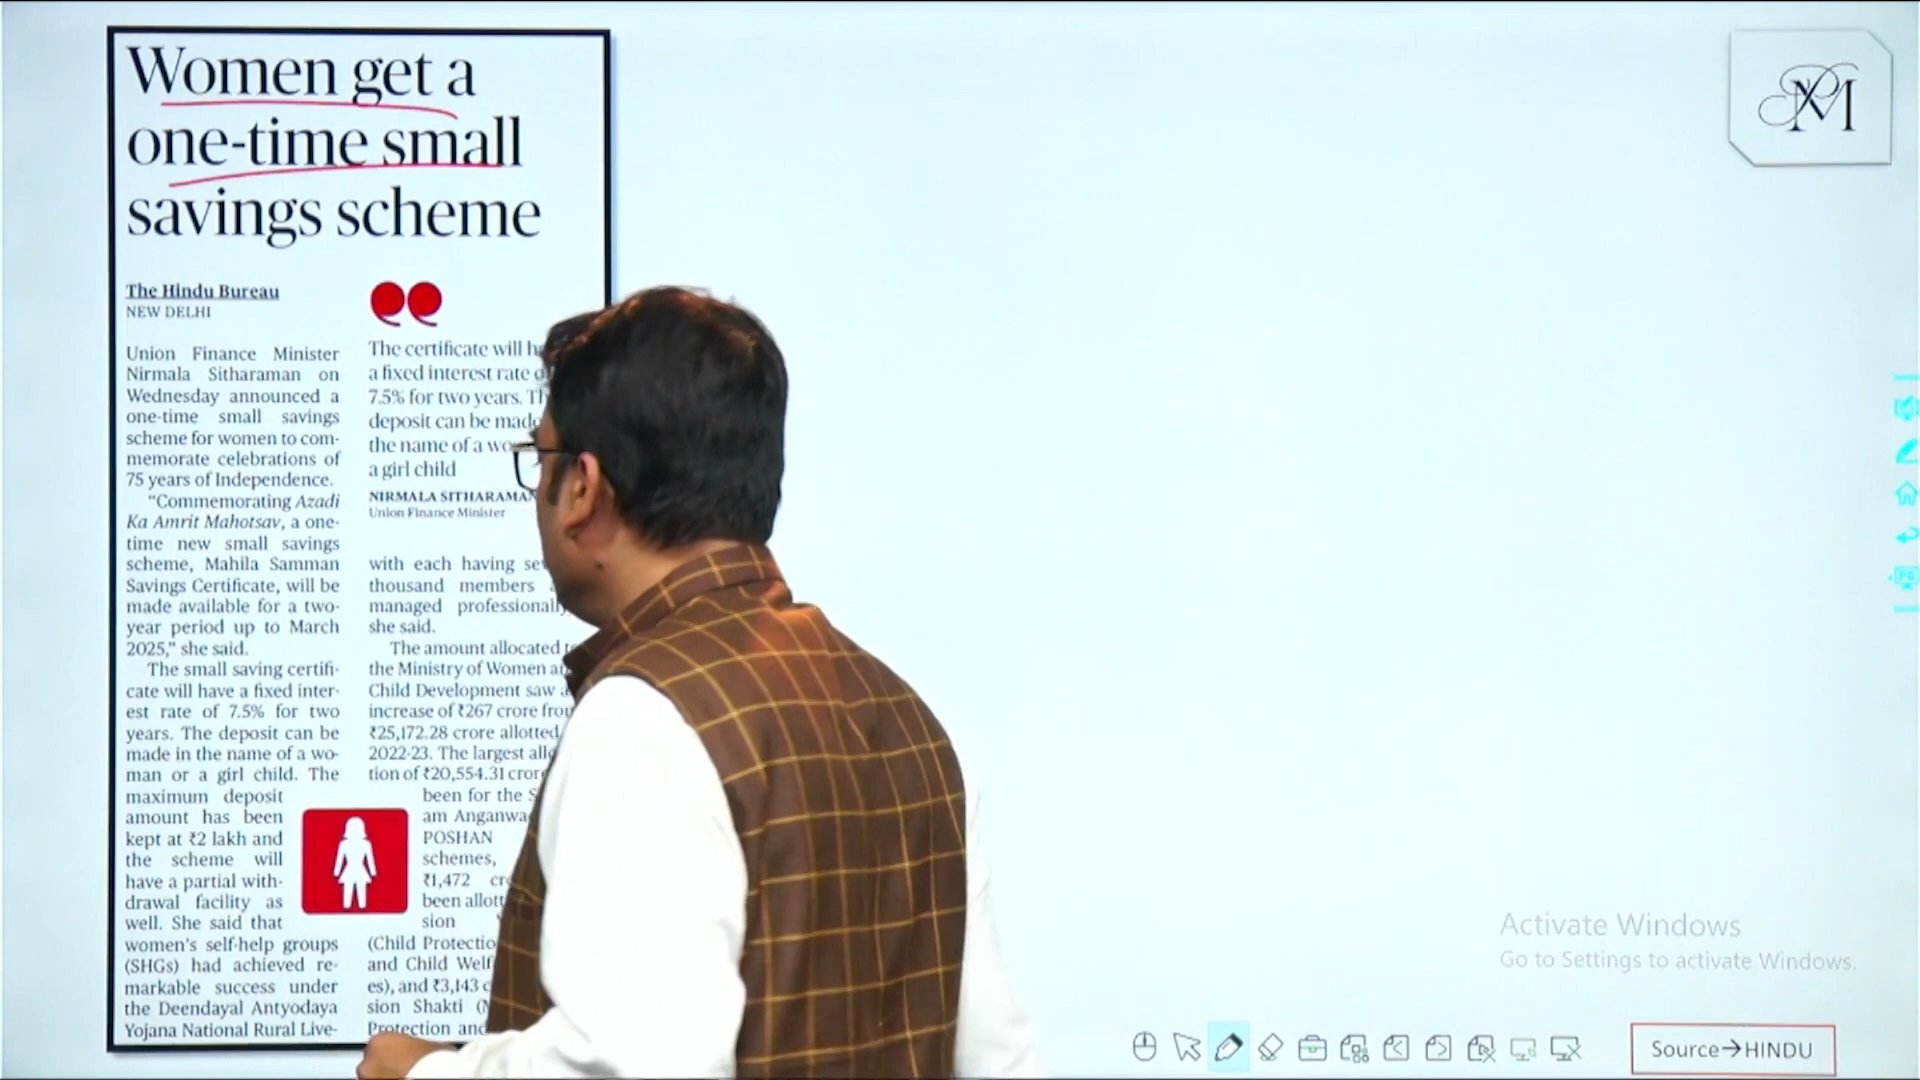 Women get a
one-time small
savings scheme
The Hindu Bureau
NEW DELHI
Union Finance Minister
Nirmala Sitharaman on
Wednesday announced a
one-time small savings
scheme for women to com-
memorate celebrations of
75 years of Independence.
“Commemorating Azadi
Ka Amrit Mahotsav, a one-
time new small savings
scheme, Mahila Samman
Savings Certificate, will be
made available for a two-
year period up to March
2025,” she said.
The small saving certifi-
cate will have a fixed inter-
est rate of 7.5% for two
years. The deposit can be
made in the name of a wo-
man or a girl child. The
maximum deposit
amount has been
kept at ₹2 lakh and
the scheme will
have a partial with-
drawal facility as
well. She said that
women's self-help groups
(SHGs) had achieved re-
markable success under
the Deendayal Antyodaya
Yojana National Rural Live-
The certificate will
a fixed interest rate
7.5% for two years.
deposit can be made
the name of a
a girl child
NIRMALA SITHARAMAN
Union Finance Minister
with each having
thousand members
managed professionally
she said.
The amount allocated
the Ministry of Women
Child Development saw
increase of ₹267 crore from
₹25,172.28 crore allotted
2022-23. The largest
tion of ₹20,554.31 crore
been for the
am
POSHAN
schemes,
₹1,472
been
sion
(Child
and Child
es), and ₹3,143
sion Shakti
Protection and
Activate Windows
Go to Settings to activate Windows.
Source→HINDU